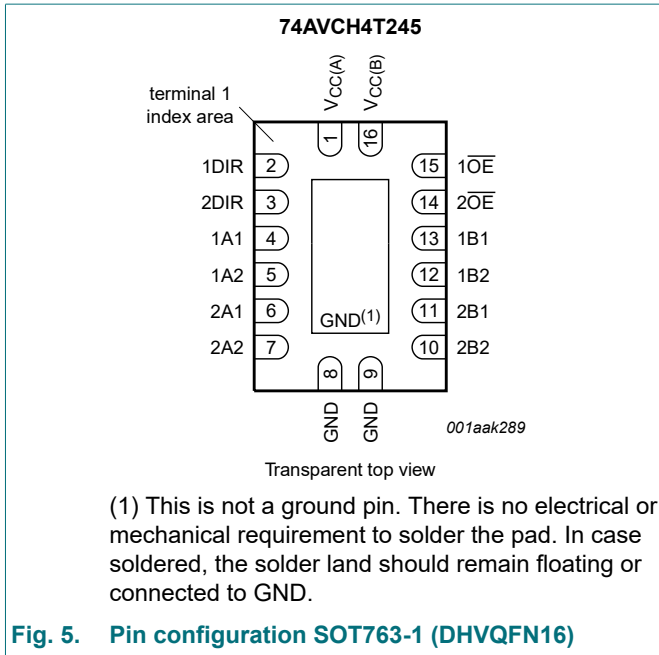 74AVCH4T245
terminal 1
index area
VCC(A)
VCC(B)
1
16
1DIR 2
15 1OE
2DIR 3
14 2OE
1A1 4
13 1B1
1A2 5
12 1B2
2A1 6
11 2B1
2A2 7
10 2B2
GND(1)
8
9
GND
GND
001aak289
Transparent top view
(1) This is not a ground pin. There is no electrical or
mechanical requirement to solder the pad. In case
soldered, the solder land should remain floating or
connected to GND.
Fig. 5. Pin configuration SOT763-1 (DHVQFN16)